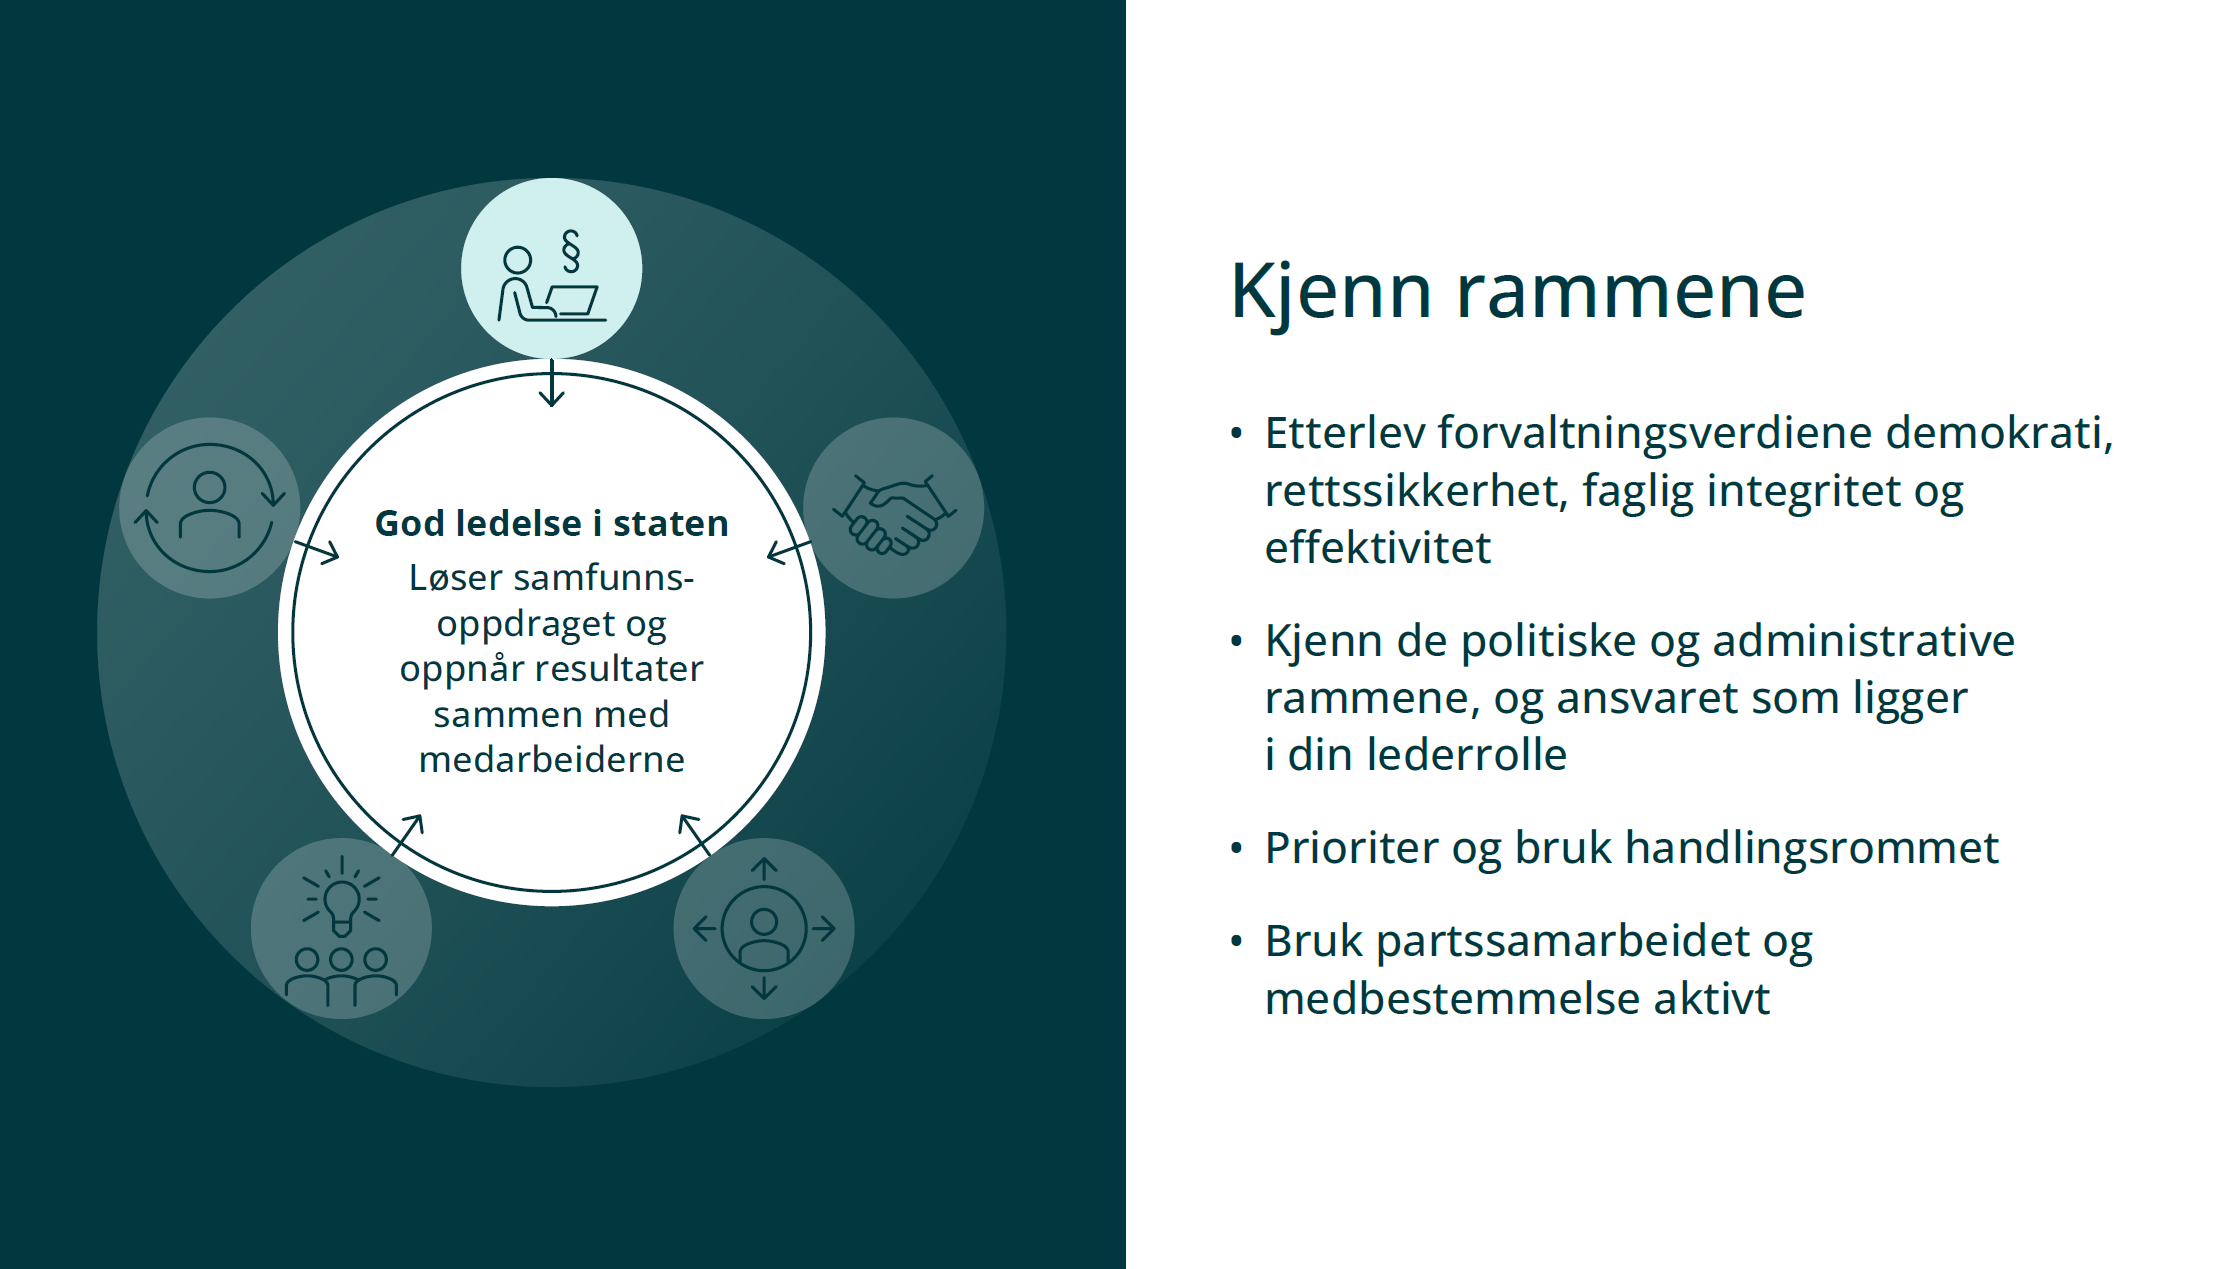 §
God ledelse i staten
Løser samfunns-
oppdraget og
oppnår resultater
sammen med
medarbeiderne
Kjenn rammene
• Etterlev forvaltningsverdiene demokrati,
rettssikkerhet, faglig integritet og
effektivitet
• Kjenn de politiske og administrative
rammene, og ansvaret som ligger
i din lederrolle
• Prioriter og bruk handlingsrommet
• Bruk partssamarbeidet og
medbestemmelse aktivt